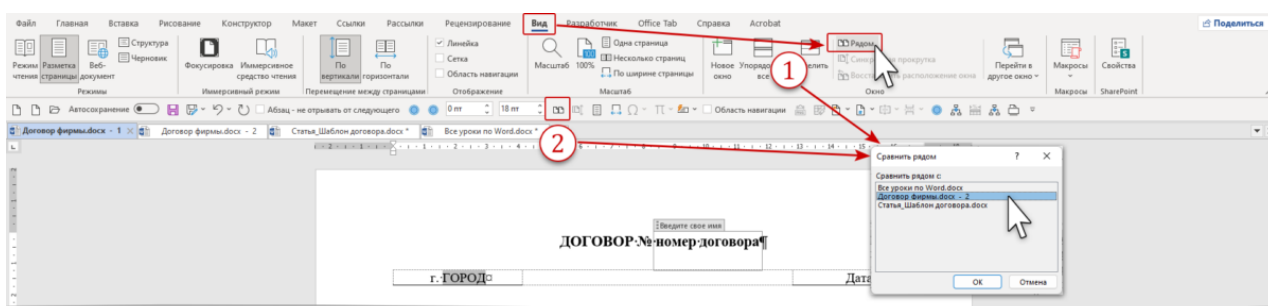 Файл Главная Вставка Рисование Конструктор Макет Ссылки Рассылки Рецензирование Вид Разработчик Office Tab Справка Acrobat Поделиться
Режим чтения
Разметка страницы
Веб-документ
Структура
Черновик
Режимы
Фокусировка
Иммерсивное средство чтения
Иммерсивный режим
По вертикали
По горизонтали
Перемещение между страницами
Линейка
Сетка
Область навигации
Отображение
Масштаб
100%
Одна страница
Несколько страниц
По ширине страницы
Масштаб
Новое окно
все
1
Рядом
прокрутка
расположение окна
Окно
Перейти в другое окно
Макросы
Макросы
Свойства
SharePoint
Автосохранение
Абзац - не отрывать от следующего
0 пт
18 пт
Область навигации
Договор фирмы.docx - 1
Договор фирмы.docx - 2
Статья_Шаблон договора.docx *
Все уроки по Word.docx *
2
Введите свое имя
ДОГОВОР·№·номер·договора¶
г.·ГОРОД¤
Дата
Сравнить рядом ? ×
Сравнить рядом с:
Все уроки по Word.docx
Договор фирмы.docx - 2
Статья_Шаблон договора.docx
OK Отмена